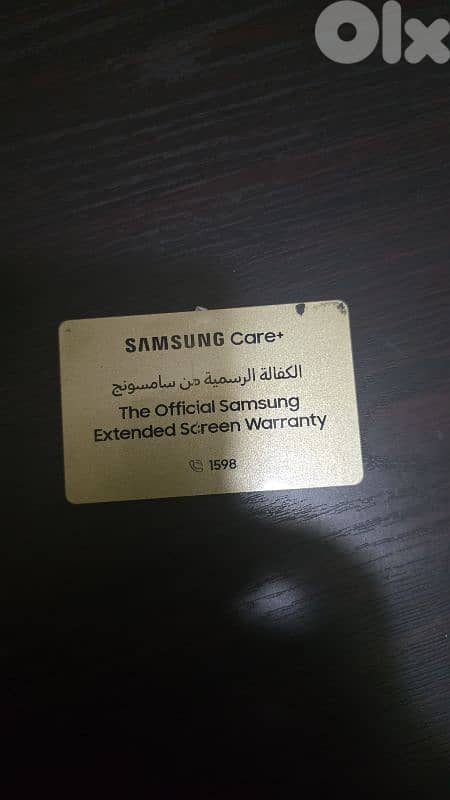 Olx
SAMSUNG Care+
الكفالة الرسمية من سامسونج
The Official Samsung
Extended Screen Warranty
1598